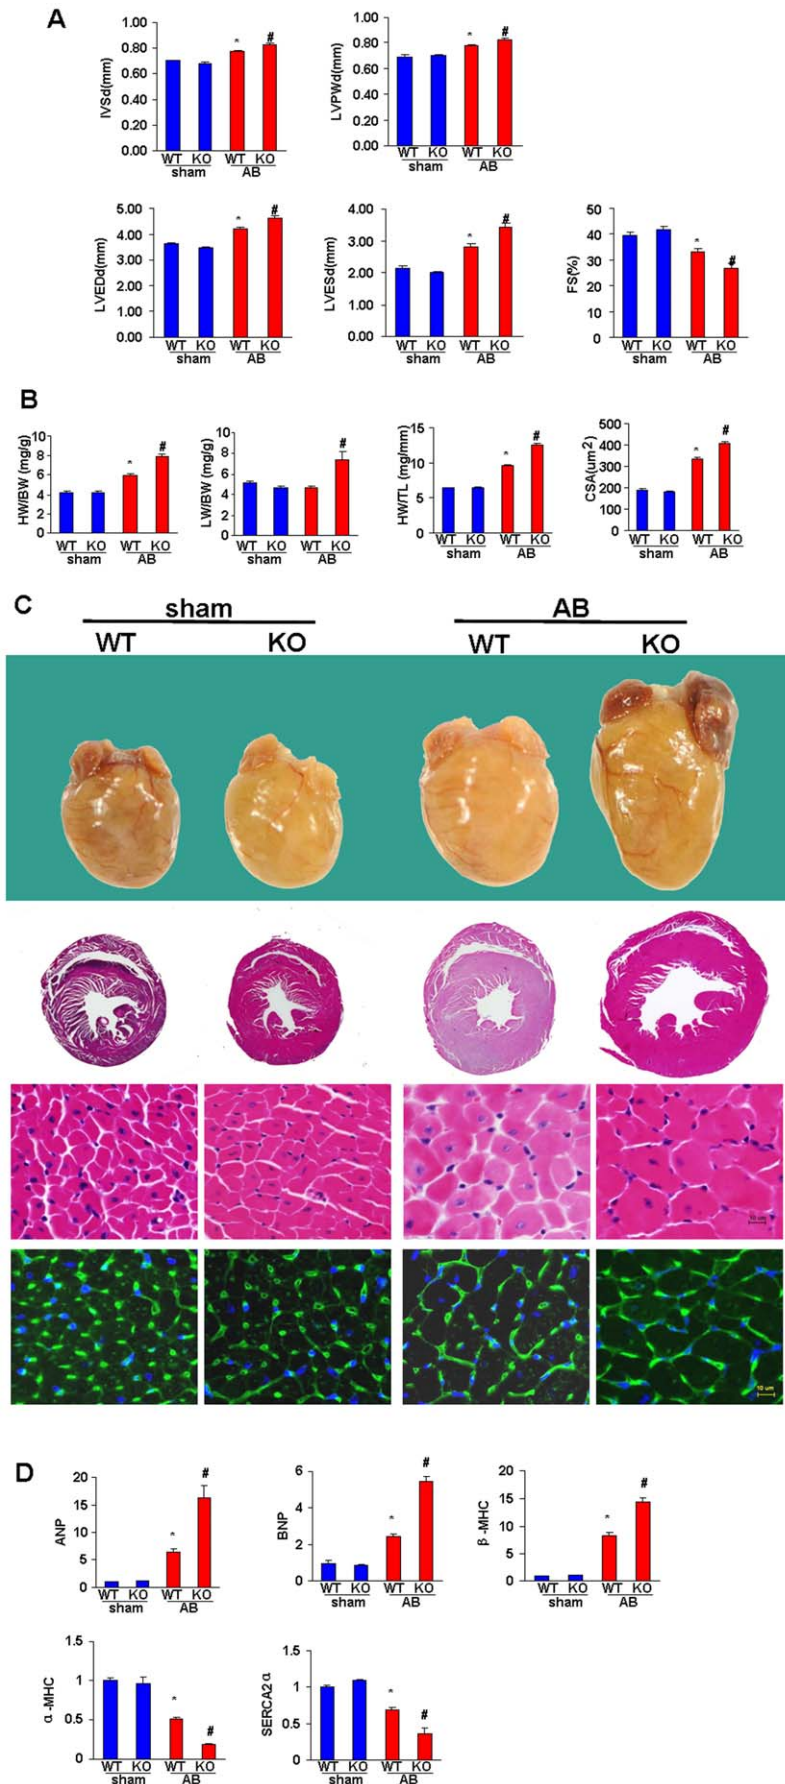 A
IVSd(mm)
1.00
0.80
0.60
0.40
0.20
0.00
*
#
WT KO WT KO
sham AB
LVPWd(mm)
1.00
0.80
0.60
0.40
0.20
0.00
*
#
WT KO WT KO
sham AB
LVEDd(mm)
5.00
4.00
3.00
2.00
1.00
0.00
*
#
WT KO WT KO
sham AB
LVESd(mm)
4.00
3.00
2.00
1.00
0.00
*
#
WT KO WT KO
sham AB
FS(%)
50
40
30
20
10
0
*
#
WT KO WT KO
sham AB
B
HW/BW (mg/g)
10
8
6
4
2
0
*
#
WT KO WT KO
sham AB
LW/BW (mg/g)
10
8
6
4
2
0
#
WT KO WT KO
sham AB
HW/TL (mg/mm)
15
10
5
0
*
#
WT KO WT KO
sham AB
CSA(um2)
500
400
300
200
100
0
*
#
WT KO WT KO
sham AB
C
sham AB
WT KO WT KO
10 um
10 um
D
ANP
20
15
10
5
0
*
#
WT KO WT KO
sham AB
BNP
6
4
2
0
*
#
WT KO WT KO
sham AB
β-MHC
20
15
10
5
0
*
#
WT KO WT KO
sham AB
α-MHC
1.5
1
0.5
0
*
#
WT KO WT KO
sham AB
SERCA2α
1.5
1
0.5
0
*
#
WT KO WT KO
sham AB